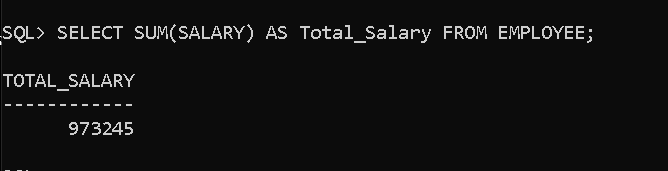 SQL> SELECT SUM(SALARY) AS Total_Salary FROM EMPLOYEE;
TOTAL_SALARY
------------
973245